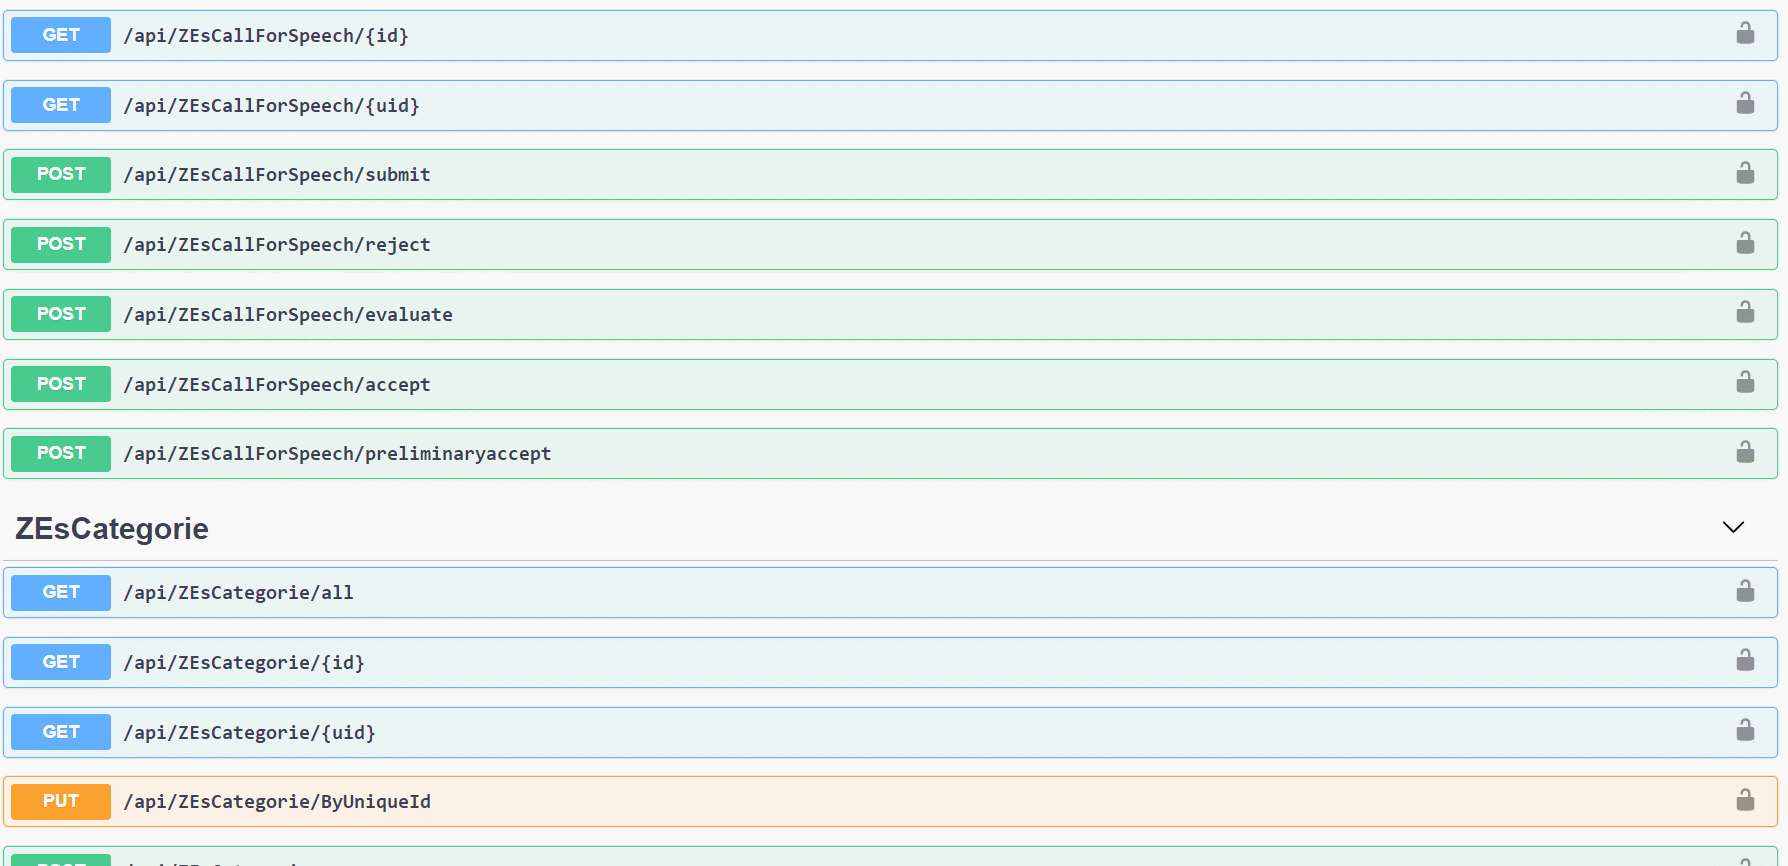 GET /api/ZEsCallForSpeech/{id}
GET /api/ZEsCallForSpeech/{uid}
POST /api/ZEsCallForSpeech/submit
POST /api/ZEsCallForSpeech/reject
POST /api/ZEsCallForSpeech/evaluate
POST /api/ZEsCallForSpeech/accept
POST /api/ZEsCallForSpeech/preliminaryaccept
ZEsCategorie
GET /api/ZEsCategorie/all
GET /api/ZEsCategorie/{id}
GET /api/ZEsCategorie/{uid}
PUT /api/ZEsCategorie/ByUniqueId